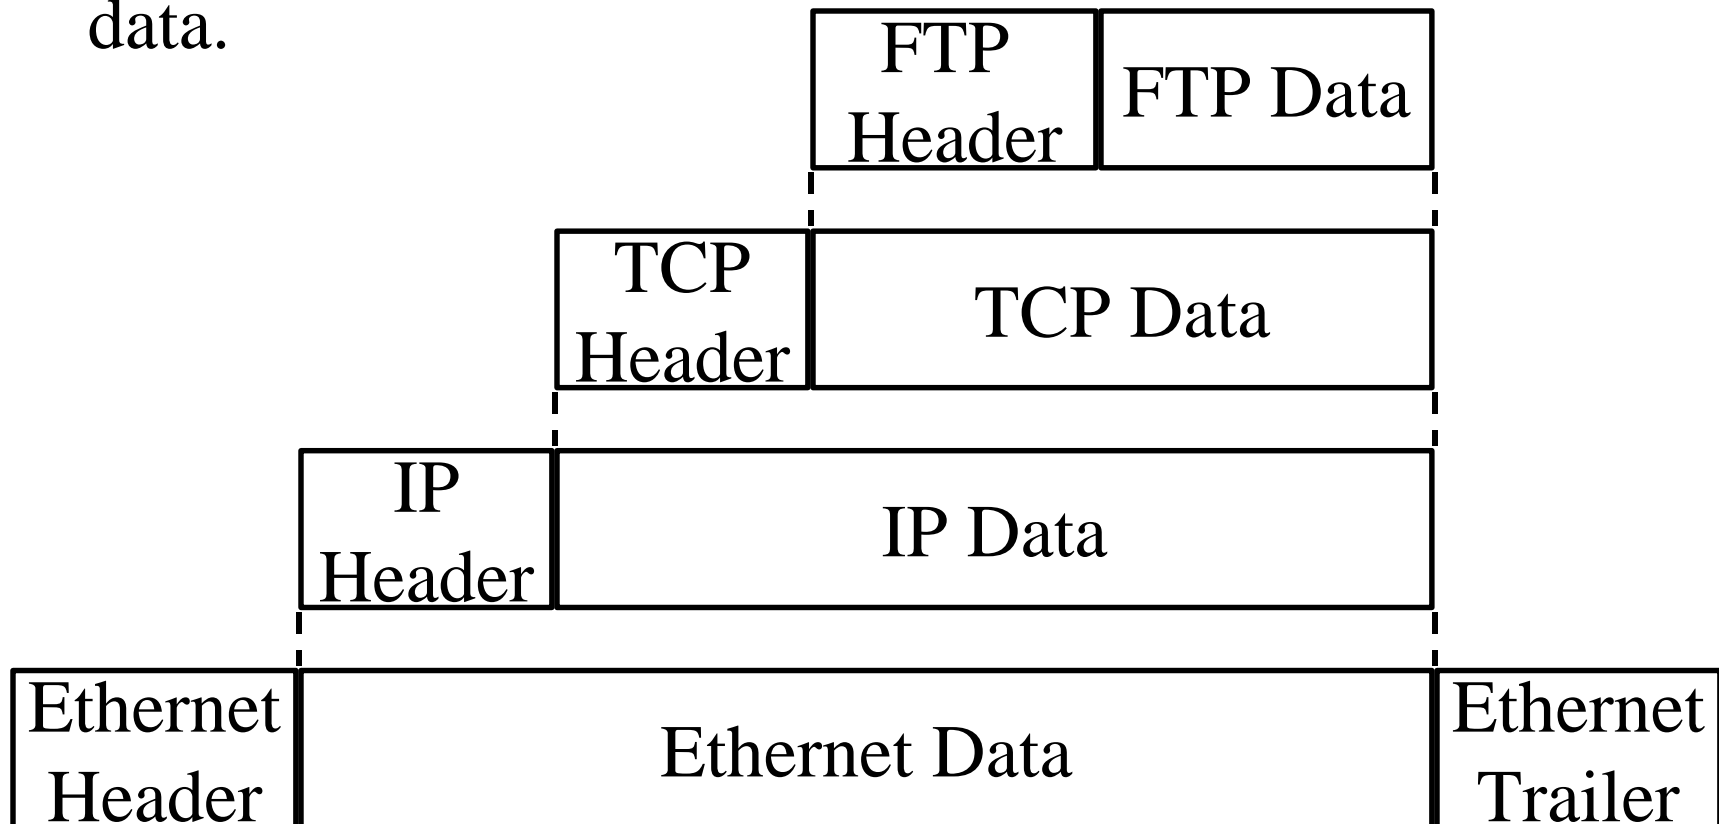 data.
FTP
Header
FTP Data
TCP
Header
TCP Data
IP
Header
IP Data
Ethernet
Header
Ethernet Data
Ethernet
Trailer